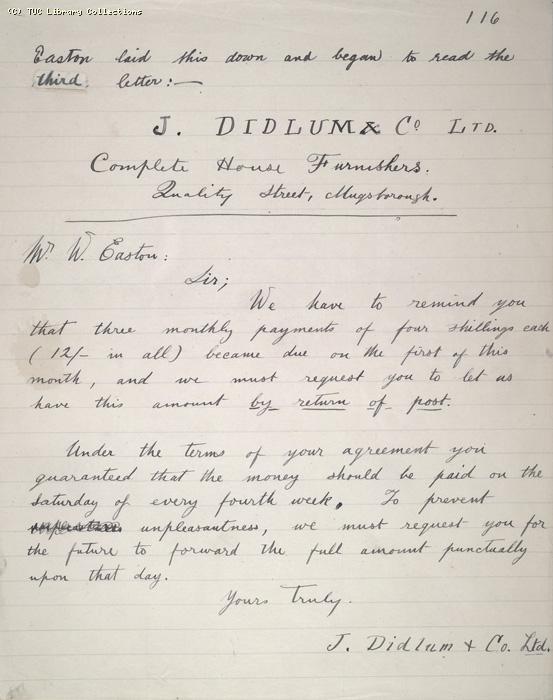 (C) TUC Library Collections
116
Easton laid this down and began to read the
third letter:—
J. DIDLUM & Co LTD.
Complete House Furnishers.
Quality Street, Mugsborough.
Mr W. Easton:
Sir;
We have to remind you
that three monthly payments of four shillings each
(12/- in all) became due on the first of this
month, and we must request you to let us
have this amount by return of post.
Under the terms of your agreement you
guaranteed that the money should be paid on the
Saturday of every fourth week. To prevent
unpleasantness, we must request you for
the future to forward the full amount punctually
upon that day.
Yours Truly.
J. Didlum & Co. Ltd.